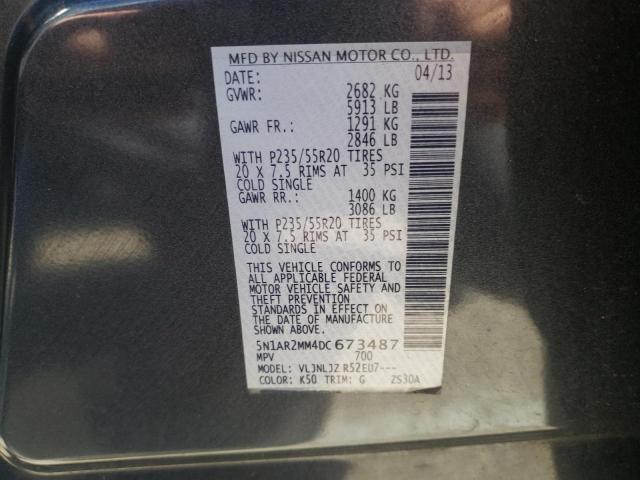 MFD BY NISSAN MOTOR CO., LTD.
DATE: 04/13
GVWR: 2682 KG
5913 LB
GAWR FR.: 1291 KG
2846 LB
WITH P235/55R20 TIRES
20 X 7.5 RIMS AT 35 PSI
COLD SINGLE
GAWR RR.: 1400 KG
3086 LB
WITH P235/55R20 TIRES
20 X 7.5 RIMS AT 35 PSI
COLD SINGLE
THIS VEHICLE CONFORMS TO
ALL APPLICABLE FEDERAL
MOTOR VEHICLE SAFETY AND
THEFT PREVENTION
STANDARDS IN EFFECT ON
THE DATE OF MANUFACTURE
SHOWN ABOVE.
5N1AR2MM4DC673487
MPV 700
MODEL: VLJNLJZ R52EU7---
COLOR: K50 TRIM: G ZS30A